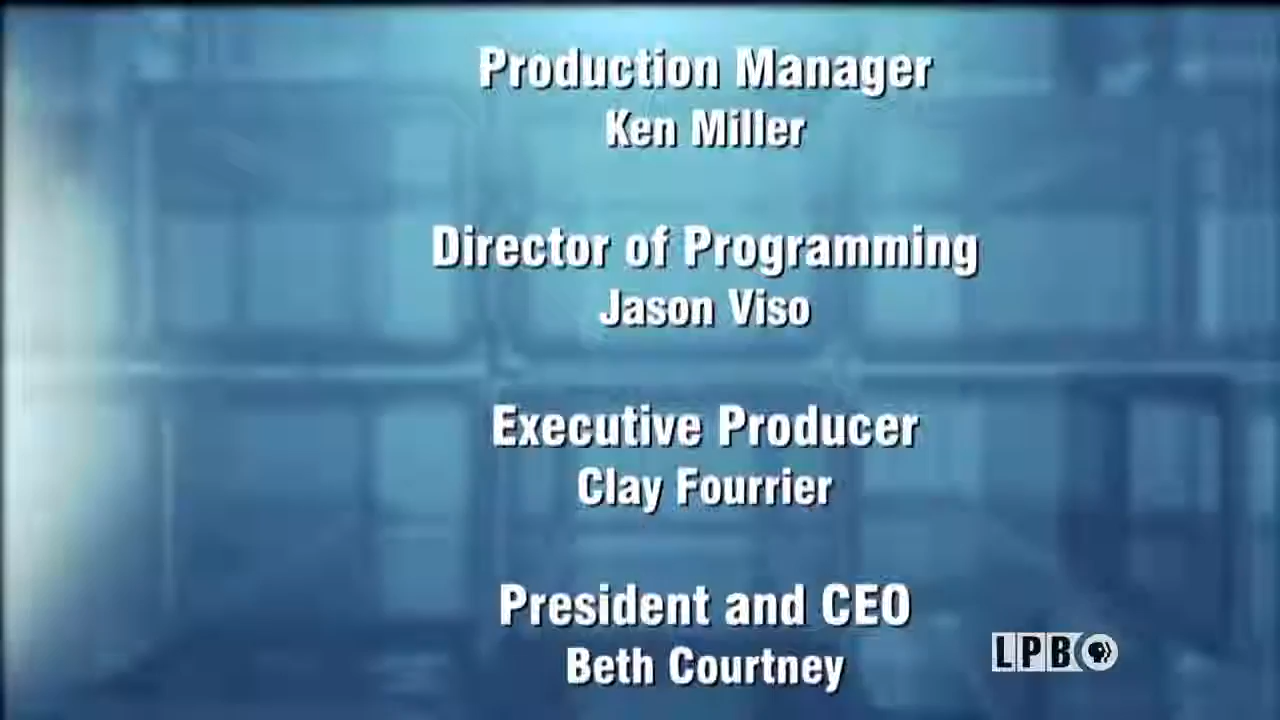 Production Manager
Ken Miller
Director of Programming
Jason Viso
Executive Producer
Clay Fourrier
President and CEO
Beth Courtney
LPB